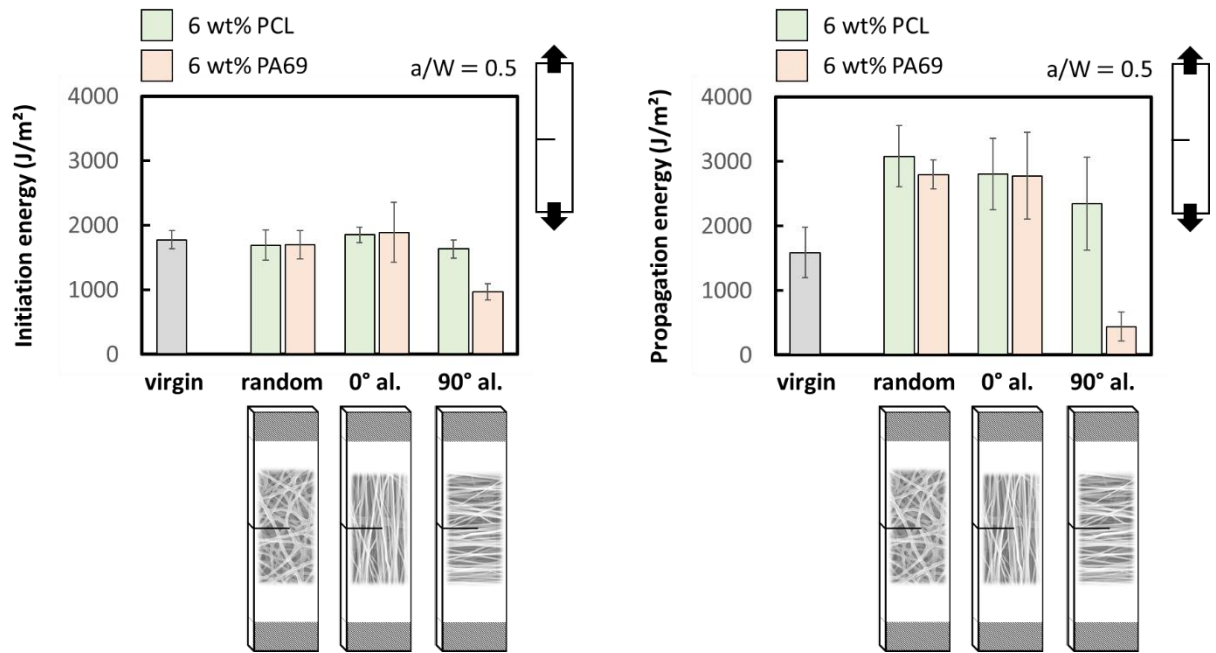 6 wt% PCL
6 wt% PA69
a/W = 0.5
Initiation energy (J/m²)
4000
3000
2000
1000
0
virgin random 0° al. 90° al.
6 wt% PCL
6 wt% PA69
a/W = 0.5
Propagation energy (J/m²)
4000
3000
2000
1000
0
virgin random 0° al. 90° al.